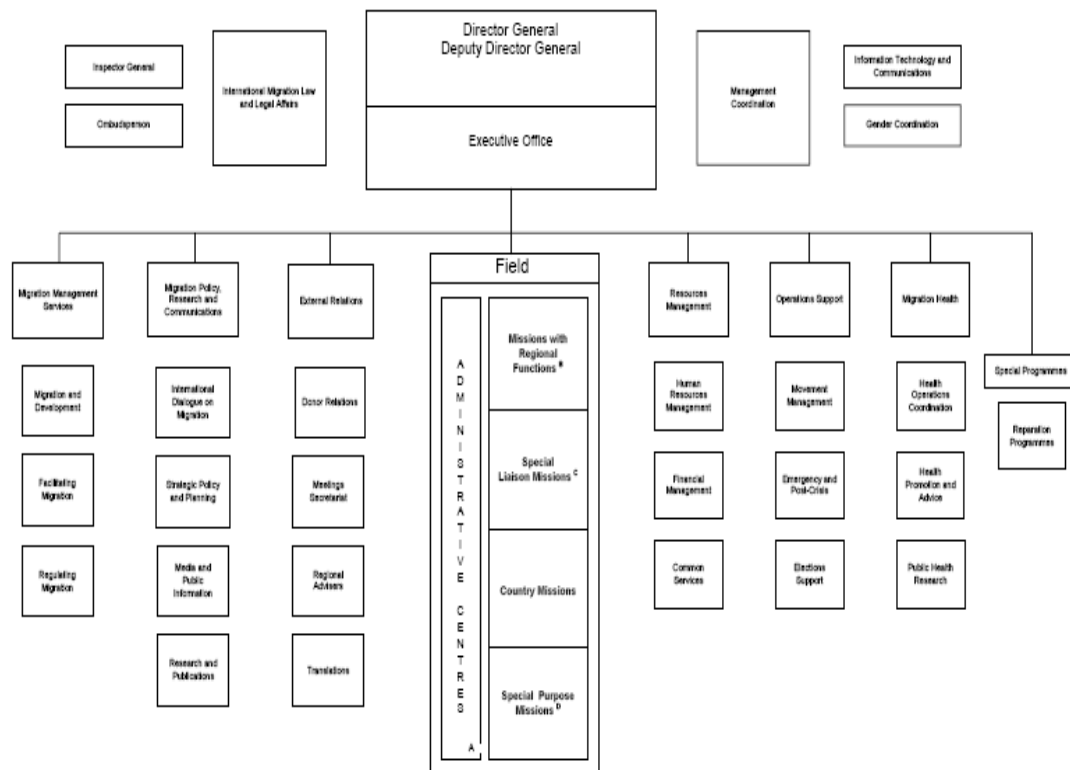 Director General
Deputy Director General
Executive Office
Inspector General
Ombudsperson
International Migration Law
and Legal Affairs
Management
Coordination
Information Technology and
Communications
Gender Coordination
Migration Management
Services
Migration and
Development
Facilitating
Migration
Regulating
Migration
Migration Policy,
Research and
Communications
International
Dialogue on
Migration
Strategic Policy
and Planning
Media and
Public
Information
Research and
Publications
External Relations
Donor Relations
Meetings
Secretariat
Regional
Advisers
Translations
Field
ADMINISTRATIVE CENTRES A
Missions with
Regional
Functions B
Special
Liaison Missions C
Country Missions
Special Purpose
Missions D
Resources
Management
Human
Resources
Management
Financial
Management
Common
Services
Operations Support
Movement
Management
Emergency and
Post-Crisis
Elections
Support
Migration Health
Health
Operations
Coordination
Health
Promotion and
Advice
Public Health
Research
Special Programmes
Reparation
Programmes